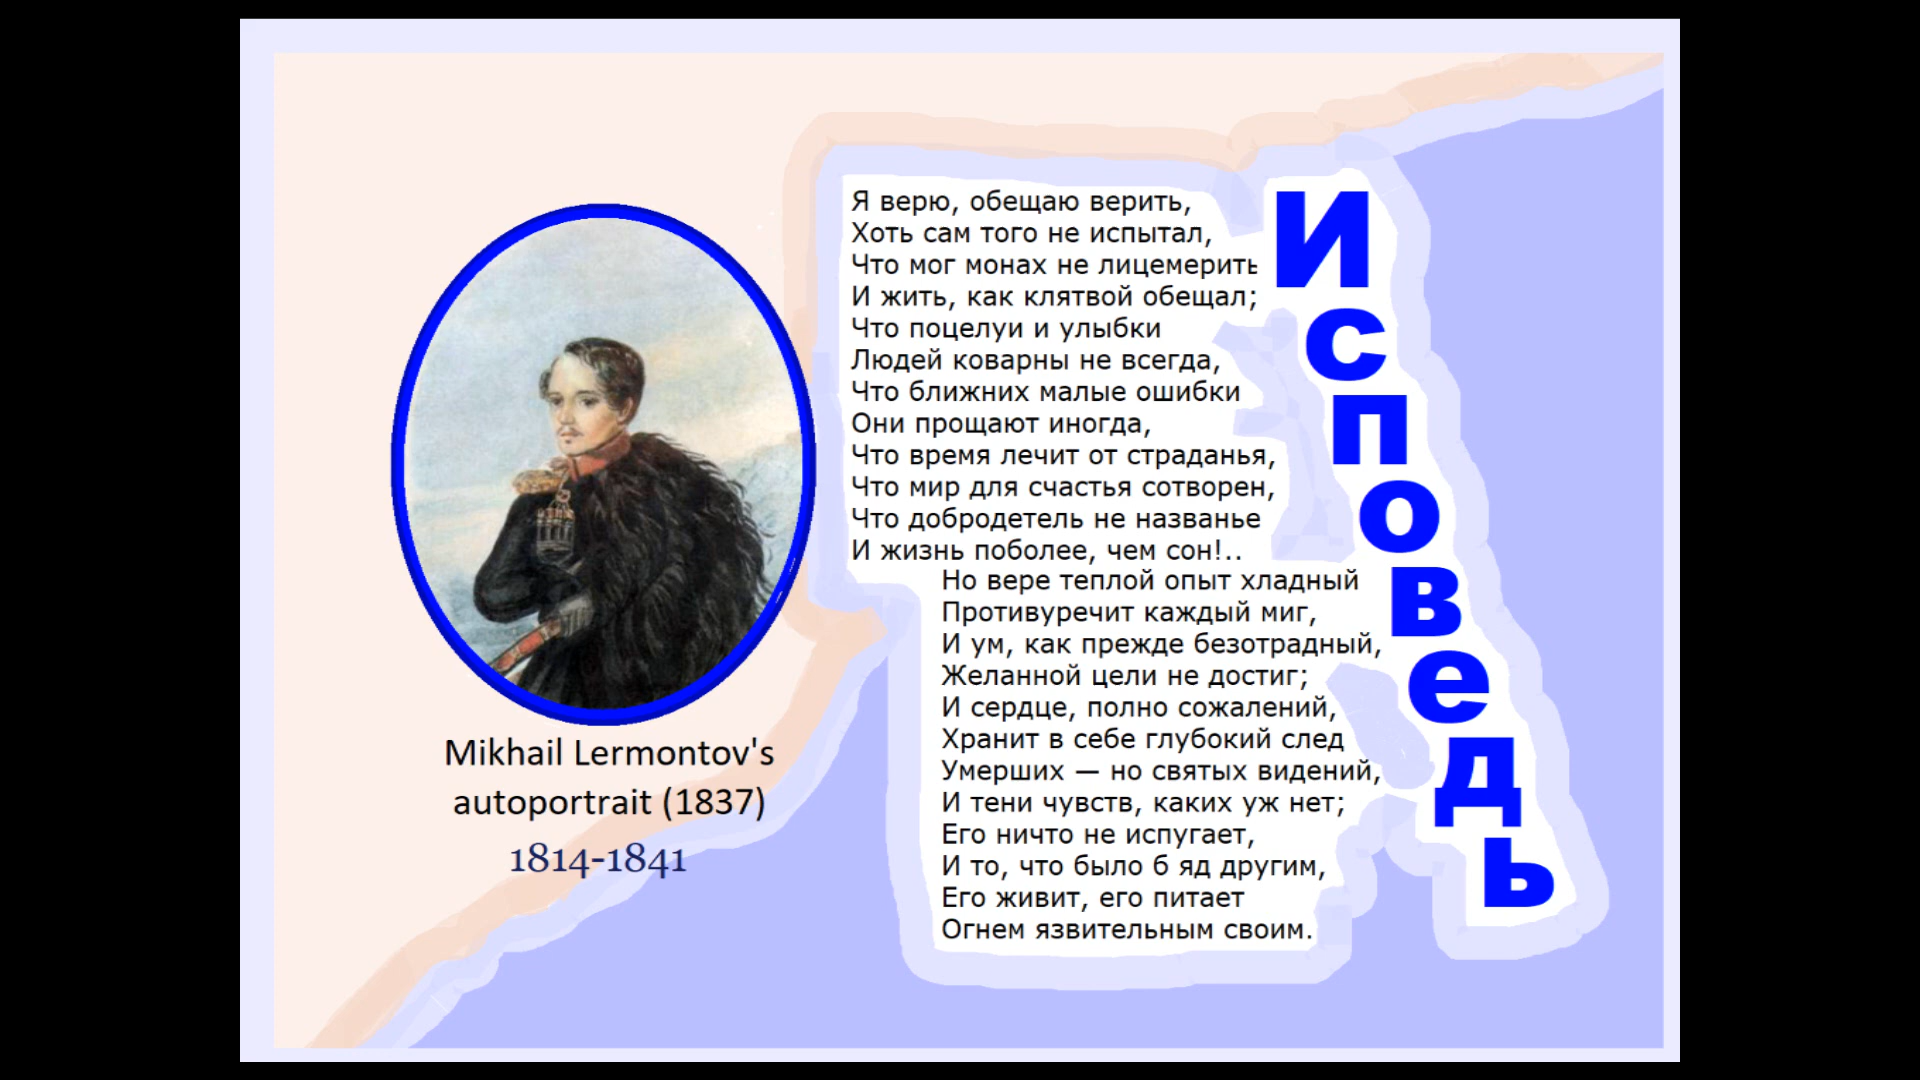 Исповедь
Я верю, обещаю верить,
Хоть сам того не испытал,
Что мог монах не лицемерить
И жить, как клятвой обещал;
Что поцелуи и улыбки
Людей коварны не всегда,
Что ближних малые ошибки
Они прощают иногда,
Что время лечит от страданья,
Что мир для счастья сотворен,
Что добродетель не названье
И жизнь поболее, чем сон!..
Но вере теплой опыт хладный
Противуречит каждый миг,
И ум, как прежде безотрадный,
Желанной цели не достиг;
И сердце, полно сожалений,
Хранит в себе глубокий след
Умерших — но святых видений,
И тени чувств, каких уж нет;
Его ничто не испугает,
И то, что было б яд другим,
Его живит, его питает
Огнем язвительным своим.
Mikhail Lermontov's
autoportrait (1837)
1814-1841